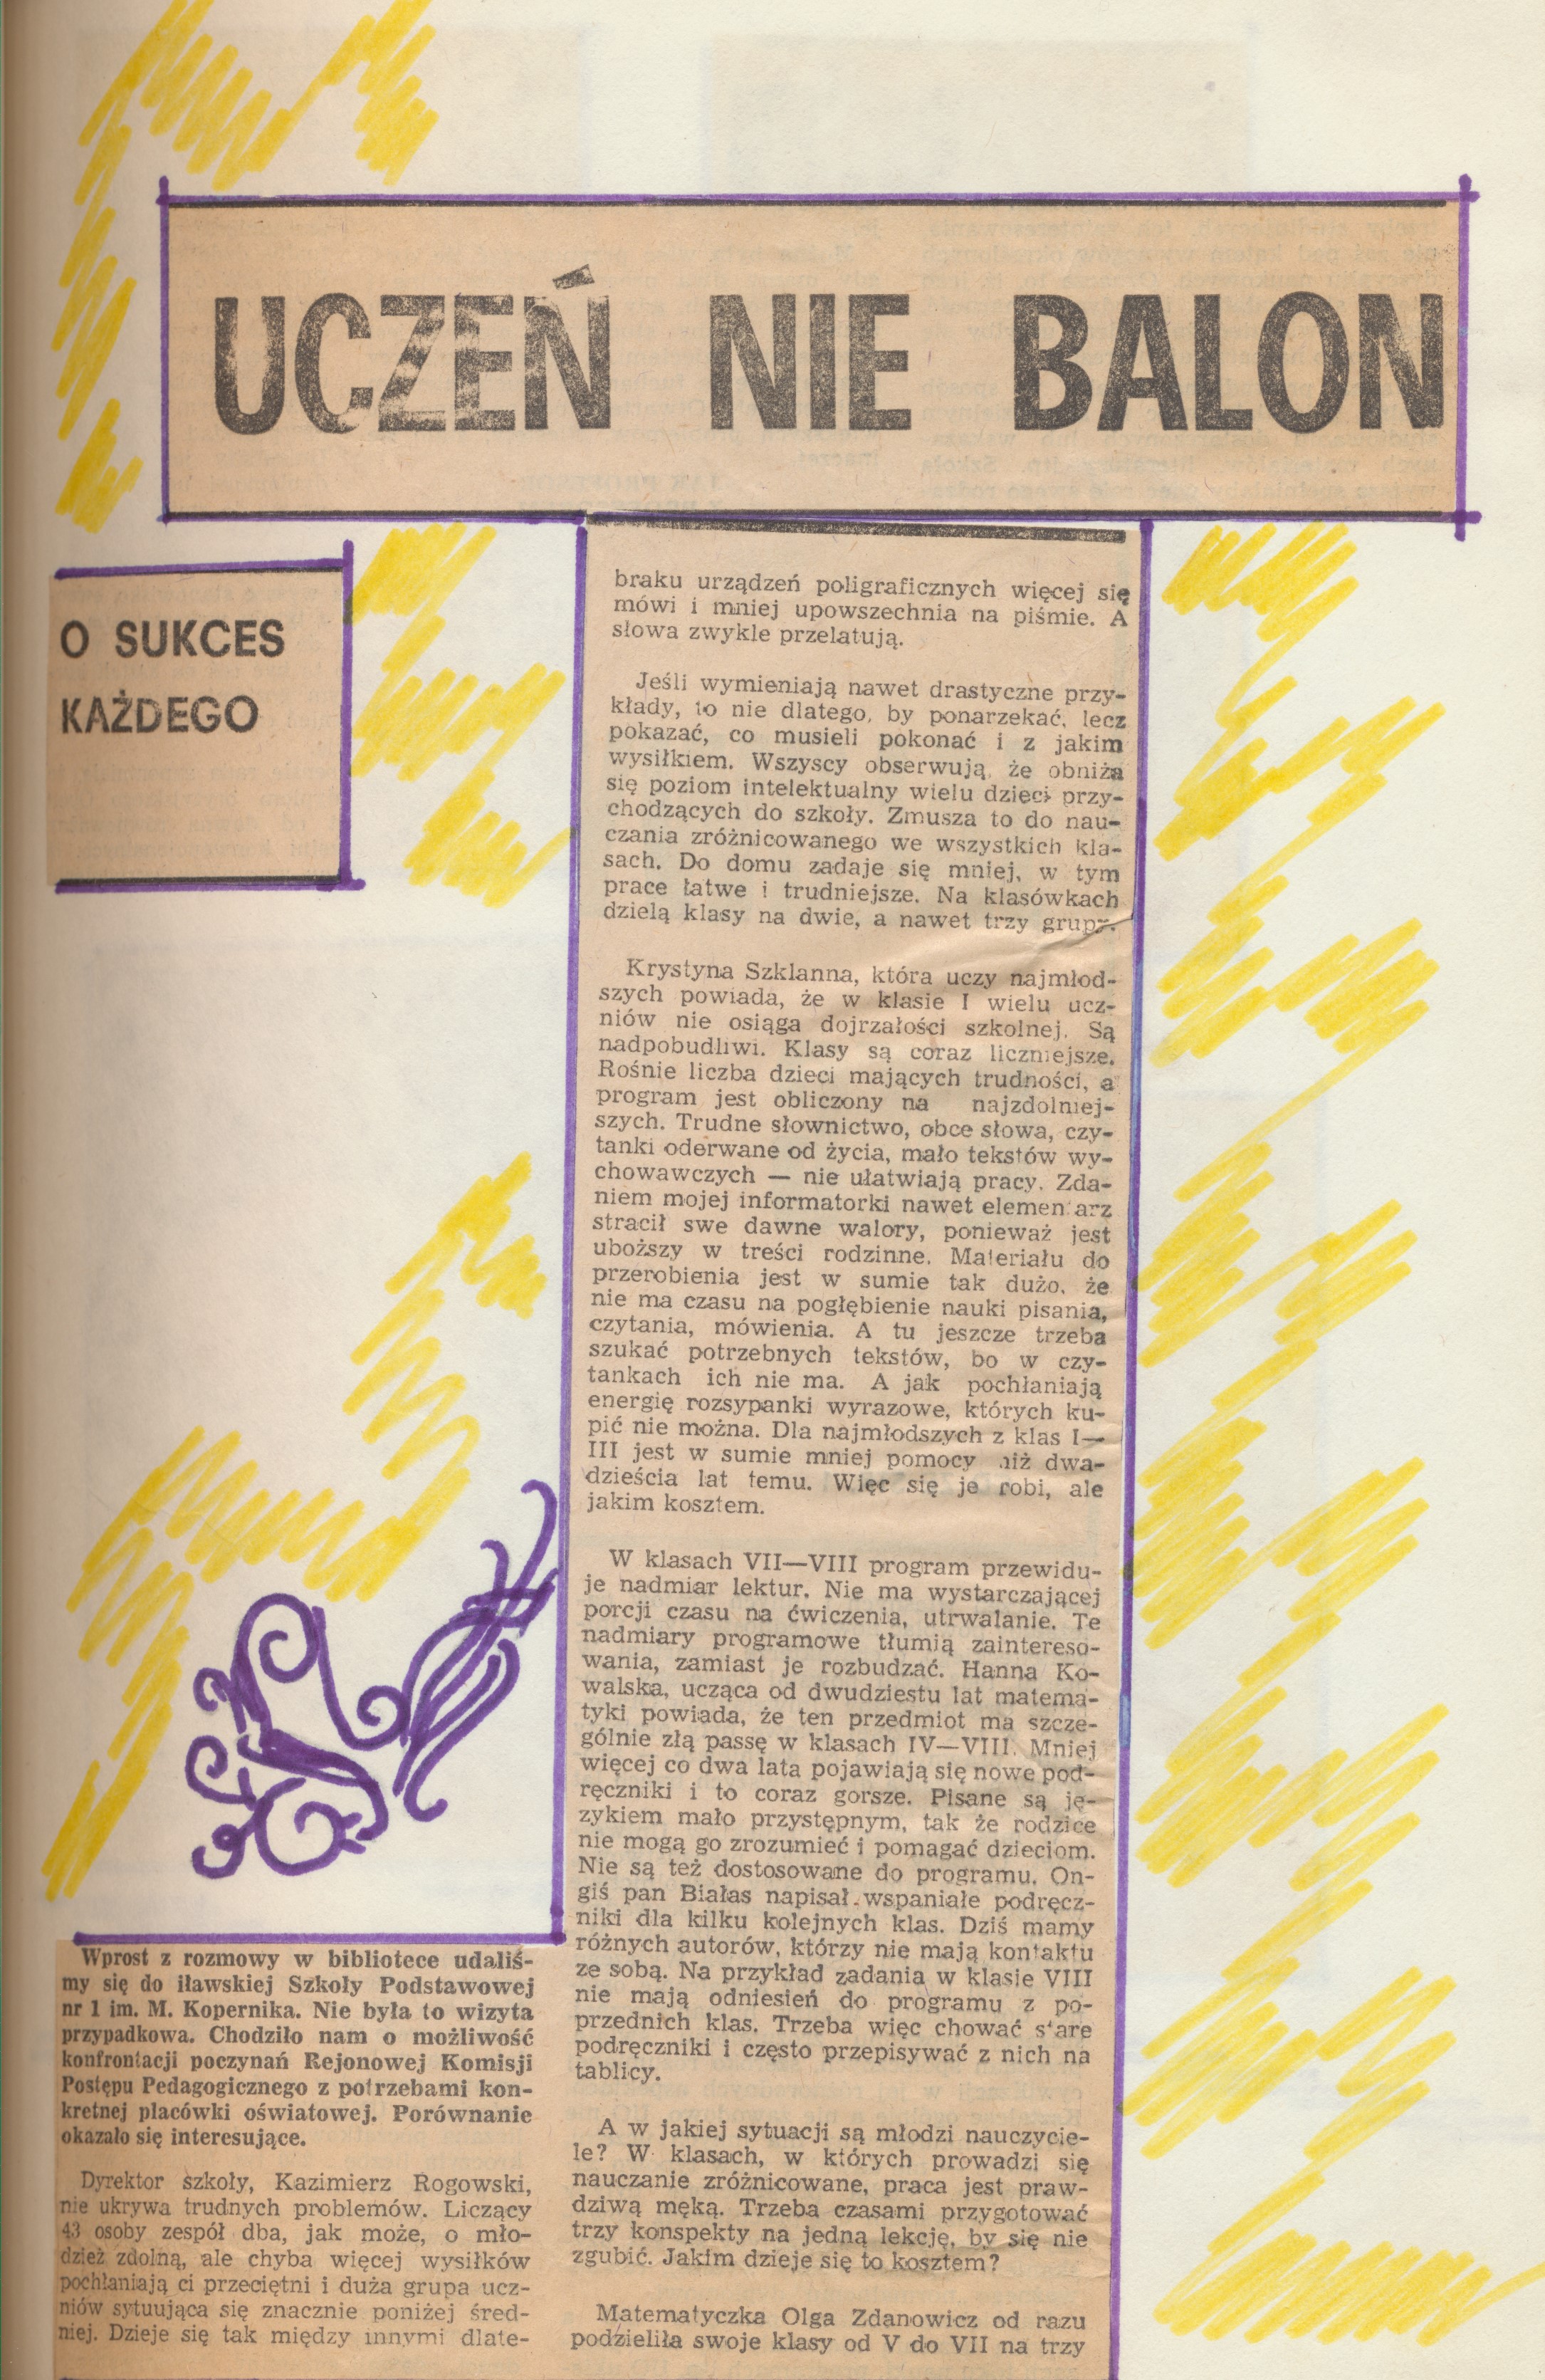 UCZEŃ NIE BALON
O SUKCES
KAŻDEGO
Wprost z rozmowy w bibliotece udaliś-
my się do iławskiej Szkoły Podstawowej
nr 1 im. M. Kopernika. Nie była to wizyta
przypadkowa. Chodziło nam o możliwość
konfrontacji poczynań Rejonowej Komisji
Postępu Pedagogicznego z potrzebami kon-
kretnej placówki oświatowej. Porównanie
okazało się interesujące.
Dyrektor szkoły, Kazimierz Rogowski,
nie ukrywa trudnych problemów. Liczący
43 osoby zespół dba, jak może, o mło-
dzież zdolną, ale chyba więcej wysiłków
pochłaniają ci przeciętni i duża grupa ucz-
niów sytuująca się znacznie poniżej śred-
niej. Dzieje się tak między innymi dlate-
braku urządzeń poligraficznych więcej się
mówi i mniej upowszechnia na piśmie. A
słowa zwykle przelatują.
Jeśli wymieniają nawet drastyczne przy-
kłady, to nie dlatego, by ponarzekać, lecz
pokazać, co musieli pokonać i z jakim
wysiłkiem. Wszyscy obserwują, że obniża
się poziom intelektualny wielu dzieci przy-
chodzących do szkoły. Zmusza to do nau-
czania zróżnicowanego we wszystkich kla-
sach. Do domu zadaje się mniej, w tym
prace łatwe i trudniejsze. Na klasówkach
dzielą klasy na dwie, a nawet trzy grupy.
Krystyna Szklanna, która uczy najmłod-
szych powiada, że w klasie I wielu ucz-
niów nie osiąga dojrzałości szkolnej. Są
nadpobudliwi. Klasy są coraz liczniejsze.
Rośnie liczba dzieci mających trudności, a
program jest obliczony na najzdolniej-
szych. Trudne słownictwo, obce słowa, czy-
tanki oderwane od życia, mało tekstów wy-
chowawczych — nie ułatwiają pracy. Zda-
niem mojej informatorki nawet elementarz
stracił swe dawne walory, ponieważ jest
uboższy w treści rodzinne. Materiału do
przerobienia jest w sumie tak dużo, że
nie ma czasu na pogłębienie nauki pisania,
czytania, mówienia. A tu jeszcze trzeba
szukać potrzebnych tekstów, bo w czy-
tankach ich nie ma. A jak pochłaniają
energię rozsypanki wyrazowe, których ku-
pić nie można. Dla najmłodszych z klas I—
III jest w sumie mniej pomocy niż dwa-
dzieścia lat temu. Więc się je robi, ale
jakim kosztem.
W klasach VII—VIII program przewidu-
je nadmiar lektur. Nie ma wystarczającej
porcji czasu na ćwiczenia, utrwalanie. Te
nadmiary programowe tłumią zaintereso-
wania, zamiast je rozbudzać. Hanna Ko-
walska, ucząca od dwudziestu lat matema-
tyki powiada, że ten przedmiot ma szcze-
gólnie złą passę w klasach IV—VIII. Mniej
więcej co dwa lata pojawiają się nowe pod-
ręczniki i to coraz gorsze. Pisane są ję-
zykiem mało przystępnym, tak że rodzice
nie mogą go zrozumieć i pomagać dzieciom.
Nie są też dostosowane do programu. On-
giś pan Białas napisał wspaniałe podręcz-
niki dla kilku kolejnych klas. Dziś mamy
różnych autorów, którzy nie mają kontaktu
ze sobą. Na przykład zadania w klasie VIII
nie mają odniesień do programu z po-
przednich klas. Trzeba więc chować stare
podręczniki i często przepisywać z nich na
tablicy.
A w jakiej sytuacji są młodzi nauczycie-
le? W klasach, w których prowadzi się
nauczanie zróżnicowane, praca jest praw-
dziwą męką. Trzeba czasami przygotować
trzy konspekty na jedną lekcję, by się nie
zgubić. Jakim dzieje się to kosztem?
Matematyczka Olga Zdanowicz od razu
podzieliła swoje klasy od V do VII na trzy